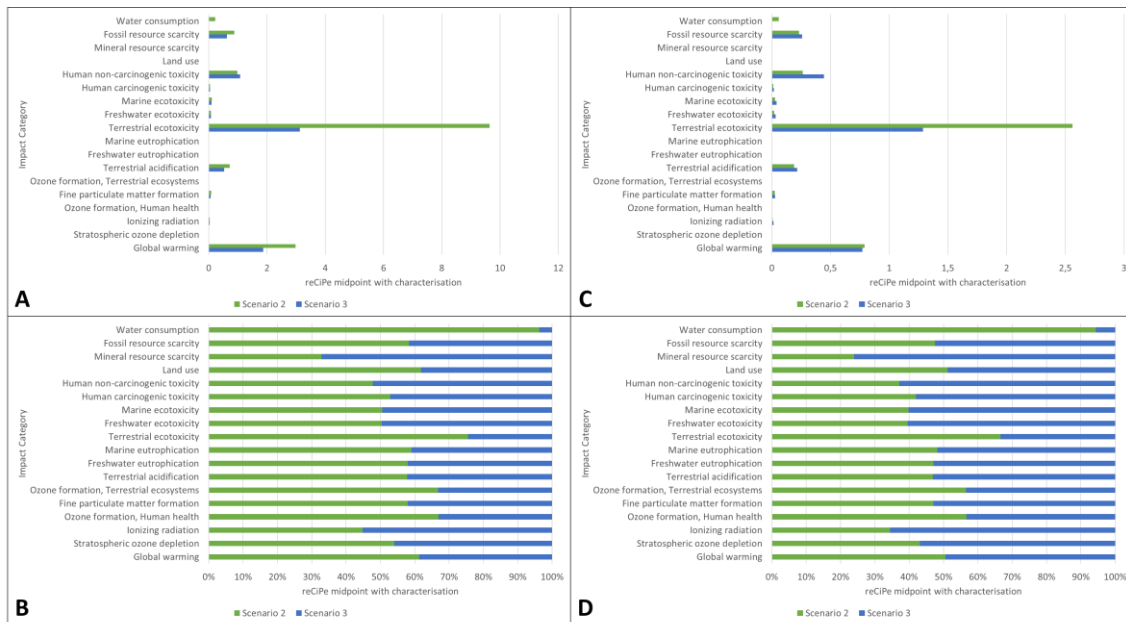 Water consumption
Fossil resource scarcity
Mineral resource scarcity
Land use
Human non-carcinogenic toxicity
Human carcinogenic toxicity
Marine ecotoxicity
Freshwater ecotoxicity
Terrestrial ecotoxicity
Marine eutrophication
Freshwater eutrophication
Terrestrial acidification
Ozone formation, Terrestrial ecosystems
Fine particulate matter formation
Ozone formation, Human health
Ionizing radiation
Stratospheric ozone depletion
Global warming
Impact Category
0 2 4 6 8 10 12
reCiPe midpoint with characterisation
Scenario 2 Scenario 3
A
Water consumption
Fossil resource scarcity
Mineral resource scarcity
Land use
Human non-carcinogenic toxicity
Human carcinogenic toxicity
Marine ecotoxicity
Freshwater ecotoxicity
Terrestrial ecotoxicity
Marine eutrophication
Freshwater eutrophication
Terrestrial acidification
Ozone formation, Terrestrial ecosystems
Fine particulate matter formation
Ozone formation, Human health
Ionizing radiation
Stratospheric ozone depletion
Global warming
Impact Category
0 0,5 1 1,5 2 2,5 3
reCiPe midpoint with characterisation
Scenario 2 Scenario 3
C
Water consumption
Fossil resource scarcity
Mineral resource scarcity
Land use
Human non-carcinogenic toxicity
Human carcinogenic toxicity
Marine ecotoxicity
Freshwater ecotoxicity
Terrestrial ecotoxicity
Marine eutrophication
Freshwater eutrophication
Terrestrial acidification
Ozone formation, Terrestrial ecosystems
Fine particulate matter formation
Ozone formation, Human health
Ionizing radiation
Stratospheric ozone depletion
Global warming
Impact Category
0% 10% 20% 30% 40% 50% 60% 70% 80% 90% 100%
reCiPe midpoint with characterisation
Scenario 2 Scenario 3
B
Water consumption
Fossil resource scarcity
Mineral resource scarcity
Land use
Human non-carcinogenic toxicity
Human carcinogenic toxicity
Marine ecotoxicity
Freshwater ecotoxicity
Terrestrial ecotoxicity
Marine eutrophication
Freshwater eutrophication
Terrestrial acidification
Ozone formation, Terrestrial ecosystems
Fine particulate matter formation
Ozone formation, Human health
Ionizing radiation
Stratospheric ozone depletion
Global warming
Impact Category
0% 10% 20% 30% 40% 50% 60% 70% 80% 90% 100%
reCiPe midpoint with characterisation
Scenario 2 Scenario 3
D